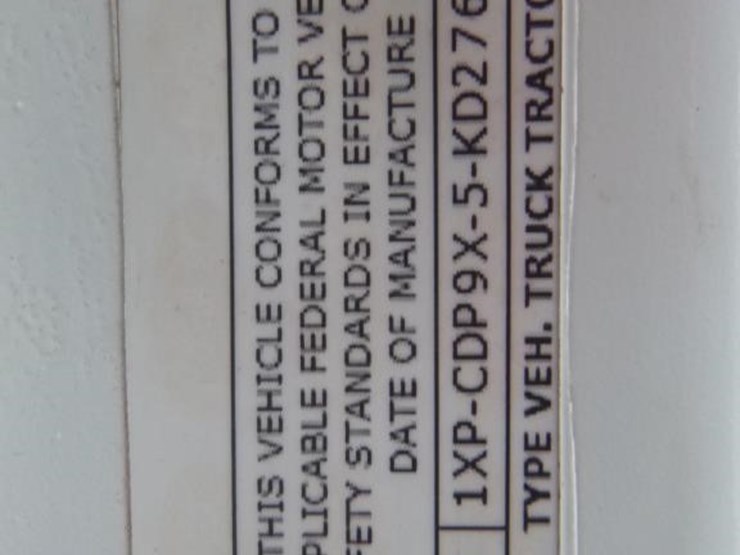 THIS VEHICLE CONFORMS TO
PLICABLE FEDERAL MOTOR VE
FETY STANDARDS IN EFFECT
DATE OF MANUFACTURE
1XP-CDP9X-5-KD276
TYPE VEH. TRUCK TRACTO